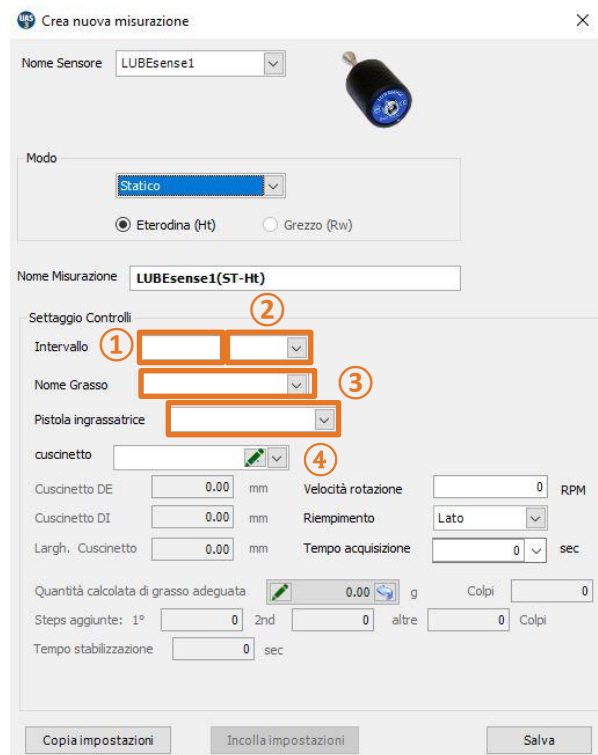 UAS
3
Crea nuova misurazione
Nome Sensore LUBEsense1
Modo
Statico
Eterodina (Ht) Grezzo (Rw)
Nome Misurazione LUBEsense1(ST-Ht)
Settaggio Controlli
Intervallo ① ②
Nome Grasso ③
Pistola ingrassatrice
cuscinetto ④
Cuscinetto DE 0.00 mm Velocità rotazione 0 RPM
Cuscinetto DI 0.00 mm Riempimento Lato
Largh. Cuscinetto 0.00 mm Tempo acquisizione 0 sec
Quantità calcolata di grasso adeguata 0.00 g Colpi 0
Steps aggiunte: 1° 0 2nd 0 altre 0 Colpi
Tempo stabilizzazione 0 sec
Copia impostazioni Incolla impostazioni Salva